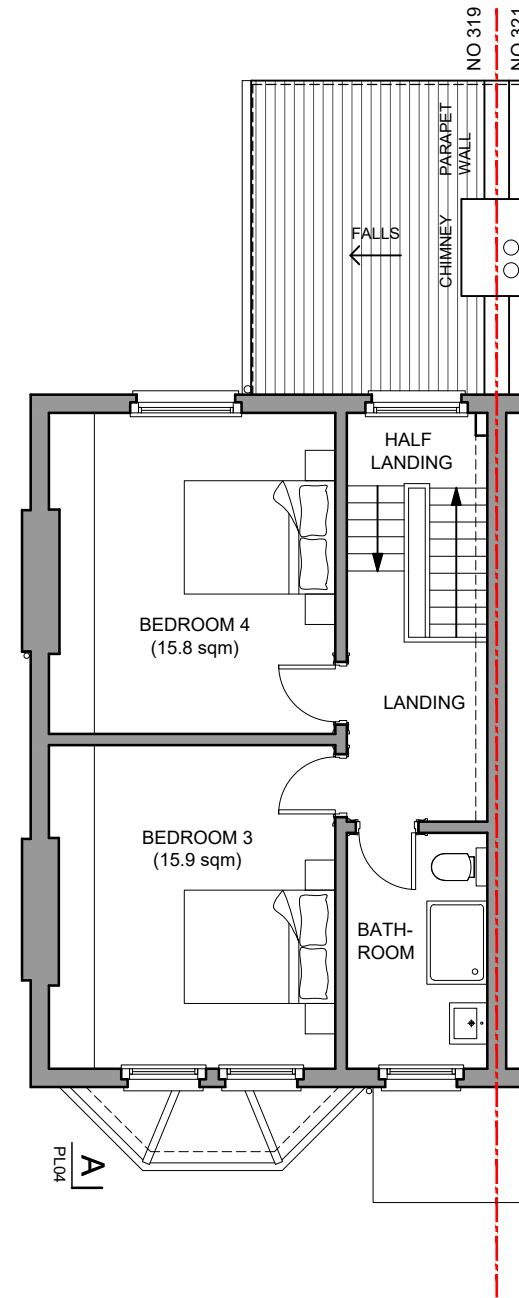 NO 319
NO 321
PARAPET
WALL
CHIMNEY
FALLS
HALF
LANDING
BEDROOM 4
(15.8 sqm)
LANDING
BEDROOM 3
(15.9 sqm)
BATH-
ROOM
A
PL04